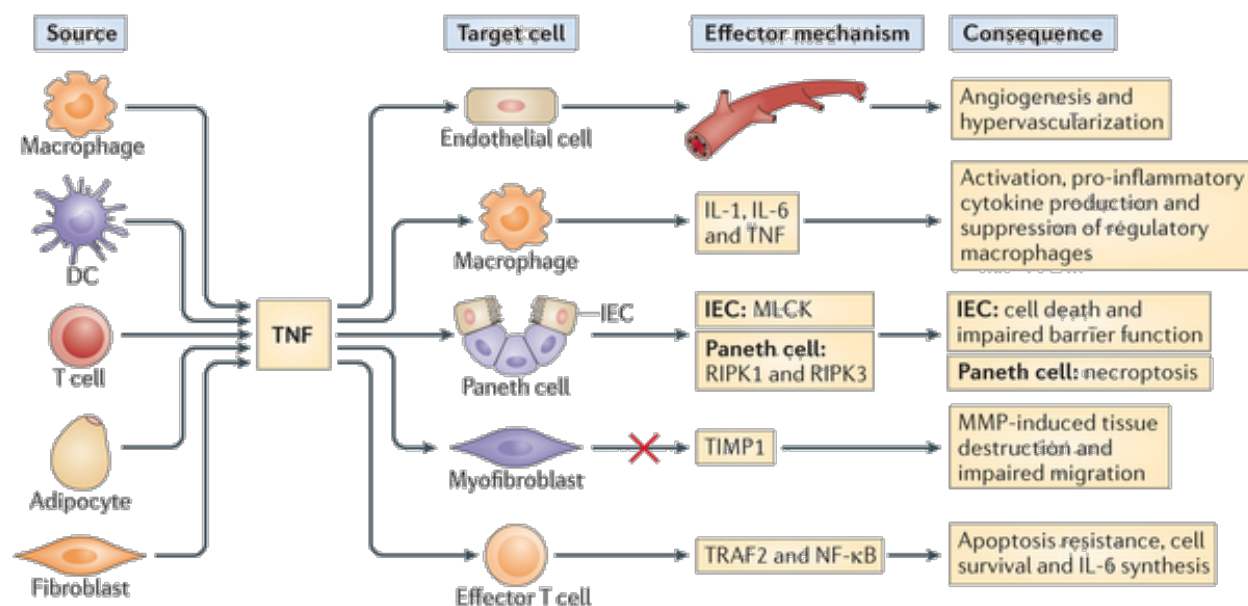 Source
Target cell
Effector mechanism
Consequence
Macrophage
DC
T cell
Adipocyte
Fibroblast
TNF
Endothelial cell
Angiogenesis and
hypervascularization
Macrophage
IL-1, IL-6
and TNF
Activation, pro-inflammatory
cytokine production and
suppression of regulatory
macrophages
IEC
Paneth cell
IEC: MLCK
Paneth cell:
RIPK1 and RIPK3
IEC: cell death and
impaired barrier function
Paneth cell: necroptosis
Myofibroblast
TIMP1
MMP-induced tissue
destruction and
impaired migration
Effector T cell
TRAF2 and NF-κB
Apoptosis resistance, cell
survival and IL-6 synthesis